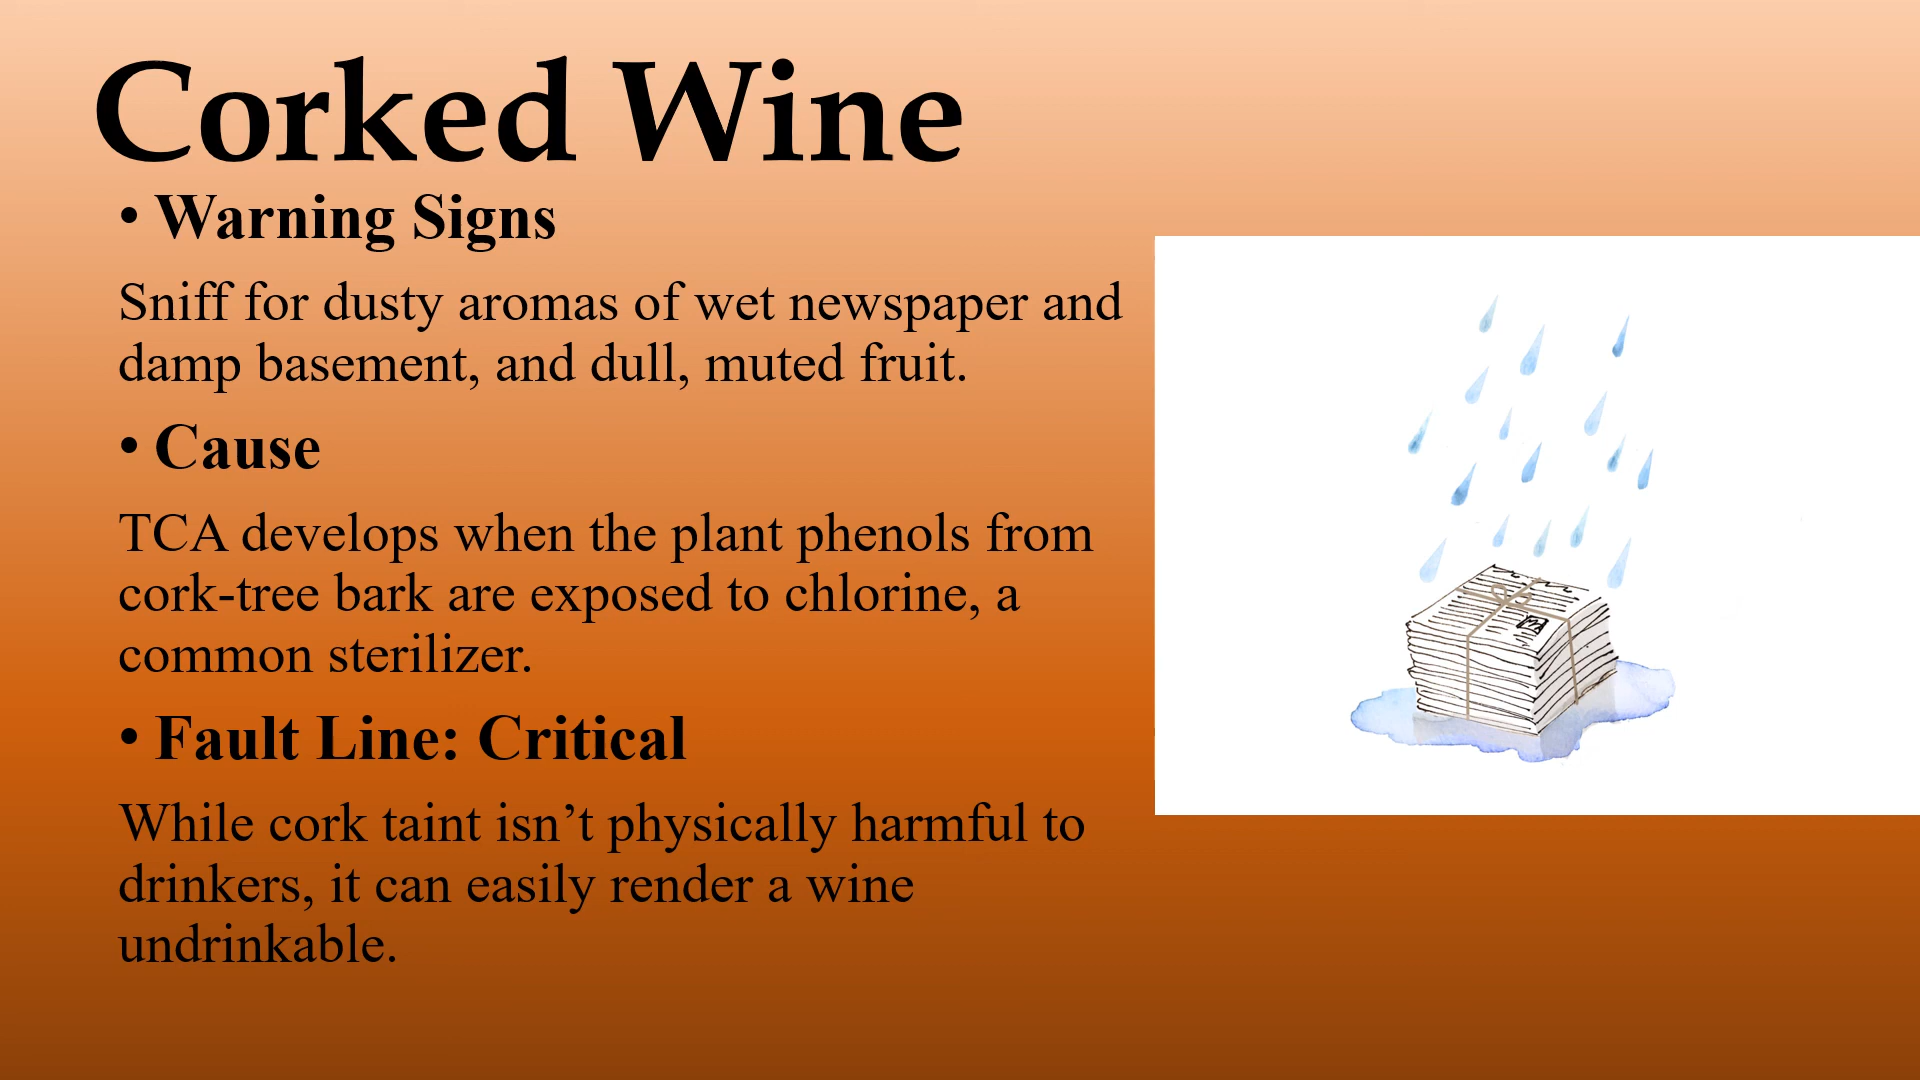 Corked Wine
• Warning Signs
Sniff for dusty aromas of wet newspaper and
damp basement, and dull, muted fruit.
• Cause
TCA develops when the plant phenols from
cork-tree bark are exposed to chlorine, a
common sterilizer.
• Fault Line: Critical
While cork taint isn’t physically harmful to
drinkers, it can easily render a wine
undrinkable.